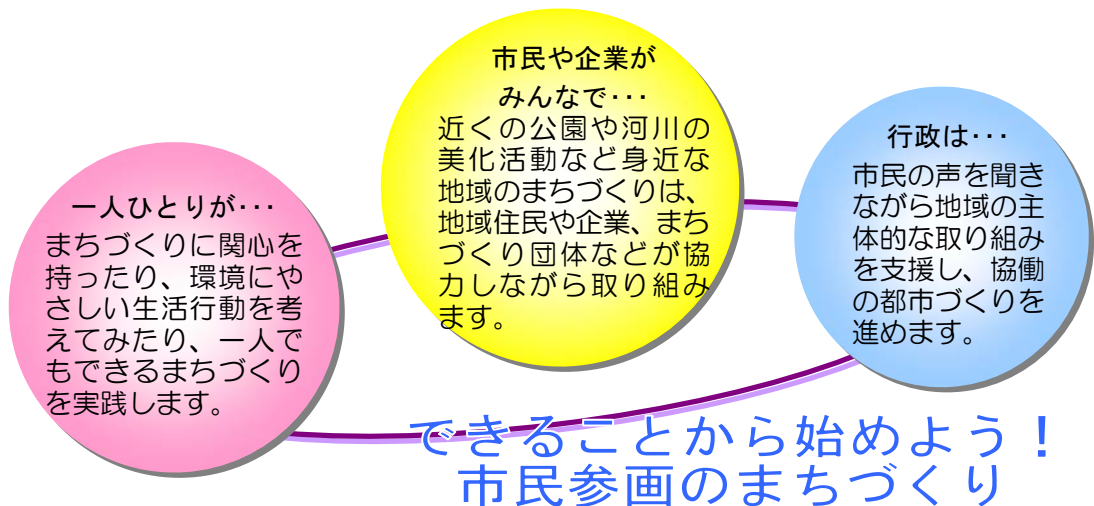 一人ひとりが･･･
まちづくりに関心を
持ったり、環境にや
さしい生活行動を考
えてみたり、一人で
もできるまちづくり
を実践します。
市民や企業が
みんなで･･･
近くの公園や河川の
美化活動など身近な
地域のまちづくりは、
地域住民や企業、まち
づくり団体などが協
力しながら取り組み
ます。
行政は･･･
市民の声を聞き
ながら地域の主
体的な取り組み
を支援し、協働
の都市づくりを
進めます。
できることから始めよう！
市民参画のまちづくり